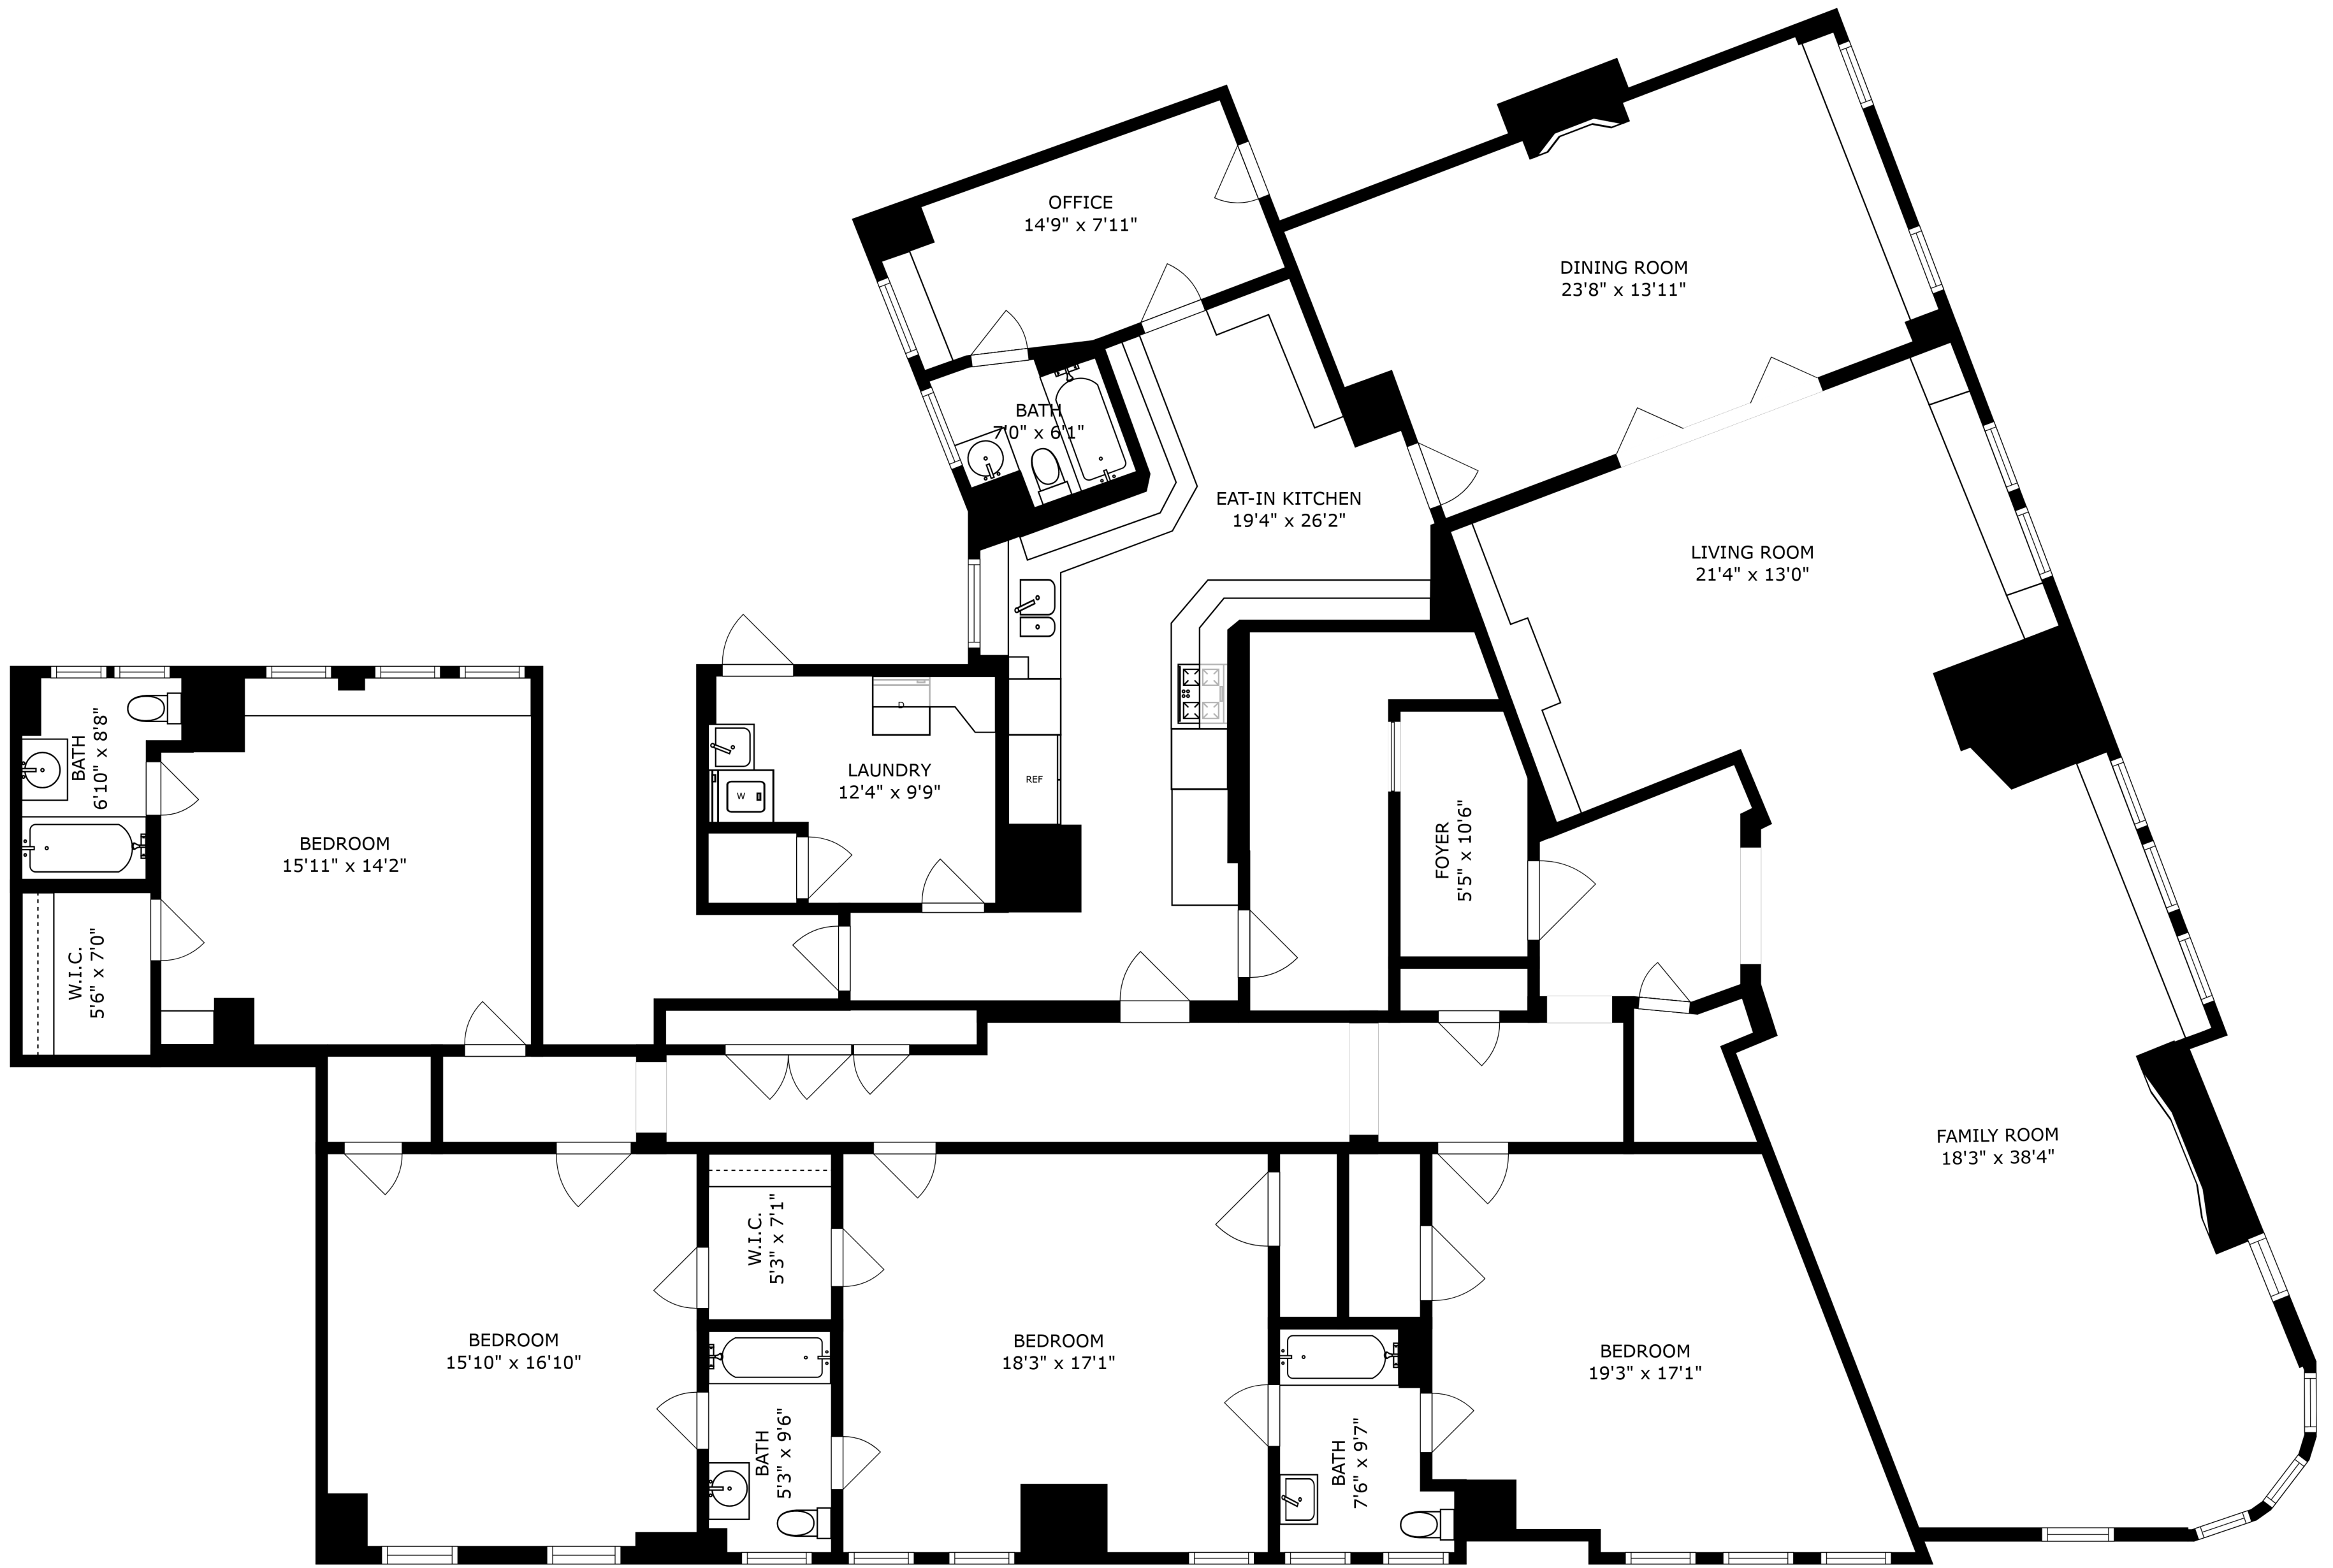 OFFICE
14'9" x 7'11"
DINING ROOM
23'8" x 13'11"
BATH
7'0" x 6'1"
EAT-IN KITCHEN
19'4" x 26'2"
LIVING ROOM
21'4" x 13'0"
D
BATH
6'10" x 8'8"
LAUNDRY
12'4" x 9'9"
REF
W
BEDROOM
15'11" x 14'2"
FOYER
5'5" x 10'6"
W.I.C.
5'6" x 7'0"
FAMILY ROOM
18'3" x 38'4"
W.I.C.
5'3" x 7'1"
BEDROOM
15'10" x 16'10"
BEDROOM
18'3" x 17'1"
BEDROOM
19'3" x 17'1"
BATH
5'3" x 9'6"
BATH
7'6" x 9'7"